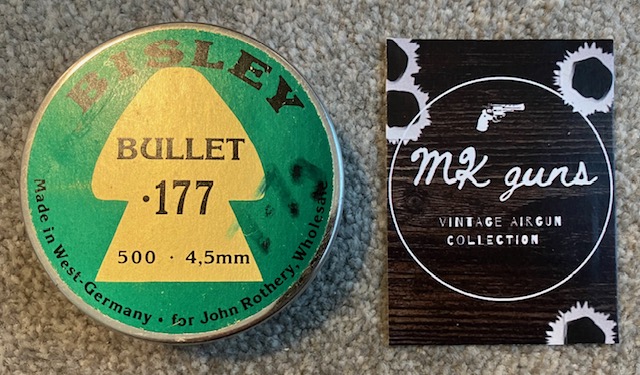 BISLEY
BULLET
·177
500 · 4,5mm
Made in West-Germany · for John Rothery, Wholesale
MK guns
VINTAGE AIRGUN
COLLECTION